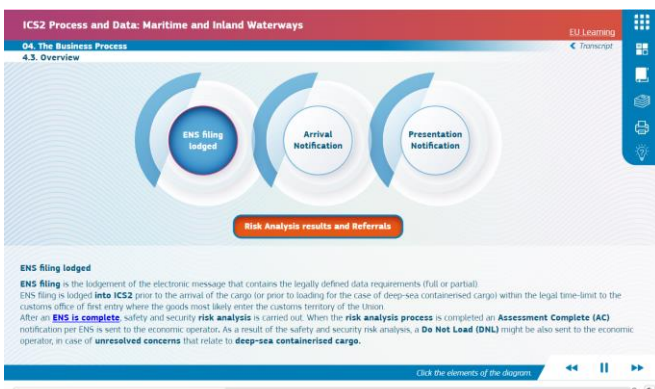 ICS2 Process and Data: Maritime and Inland Waterways
EU Learning
04. The Business Process
Transcript
4.3. Overview
ENS filing
lodged
Arrival
Notification
Presentation
Notification
Risk Analysis results and Referrals
ENS filing lodged
ENS filing is the lodgement of the electronic message that contains the legally defined data requirements (full or partial)
ENS filing is lodged into ICS2 prior to the arrival of the cargo (or prior to loading for the case of deep-sea containerised cargo) within the legal time-limit to the
customs office of first entry where the goods most likely enter the customs territory of the Union
After an ENS is complete, safety and security risk analysis is carried out. When the risk analysis process is completed an Assessment Complete (AC)
notification per ENS is sent to the economic operator. As a result of the safety and security risk analysis, a Do Not Load (DNL) might be also sent to the economic
operator, in case of unresolved concerns that relate to deep-sea containerised cargo.
Click the elements of the diagram.